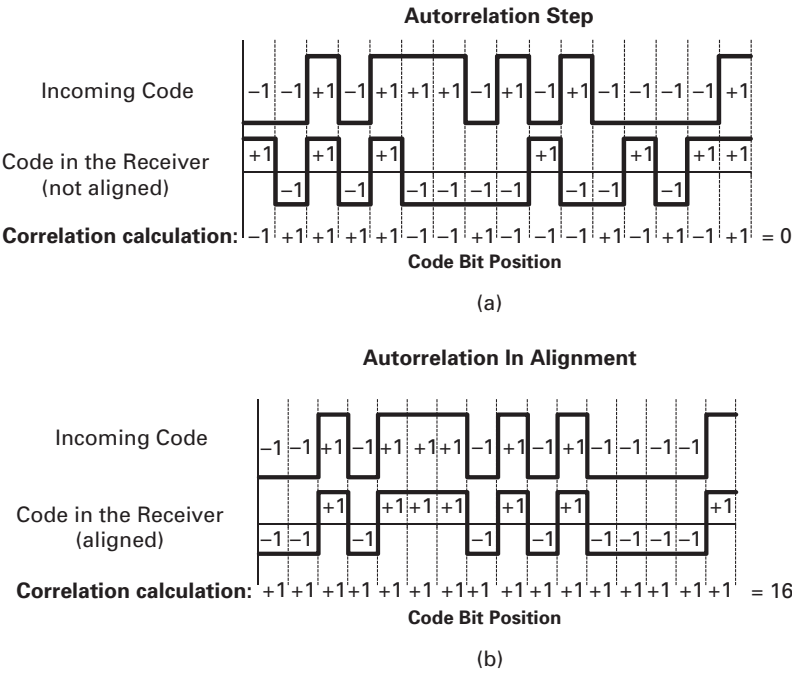 Autorrelation Step
Incoming Code
–1 –1 +1 –1 +1 +1 +1 –1 +1 –1 +1 –1 –1 –1 –1 +1
Code in the Receiver
(not aligned)
+1 –1 +1 –1 +1 –1 –1 –1 –1 +1 –1 –1 +1 –1 +1 +1
Correlation calculation: –1 +1 +1 +1 +1 –1 –1 +1 –1 –1 –1 +1 –1 +1 –1 +1 = 0
Code Bit Position
(a)
Autorrelation In Alignment
Incoming Code
–1 –1 +1 –1 +1 +1 +1 –1 +1 –1 +1 –1 –1 –1 –1
Code in the Receiver
(aligned)
–1 –1 +1 –1 +1 +1 +1 –1 +1 –1 +1 –1 –1 –1 –1 +1
Correlation calculation: +1 +1 +1 +1 +1 +1 +1 +1 +1 +1 +1 +1 +1 +1 +1 +1 = 16
Code Bit Position
(b)